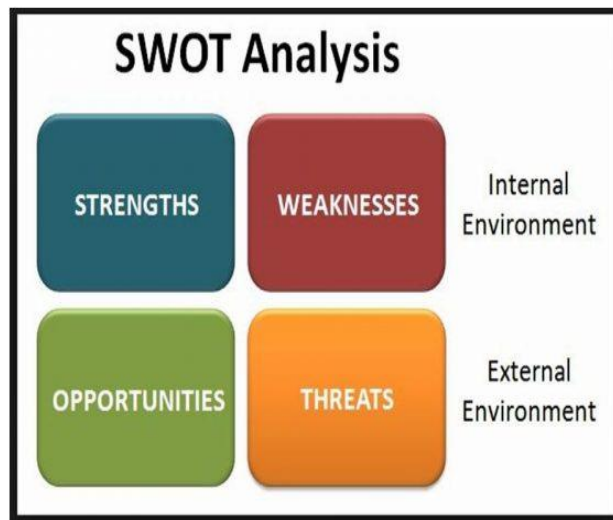 SWOT Analysis
STRENGTHS
WEAKNESSES
Internal
Environment
OPPORTUNITIES
THREATS
External
Environment